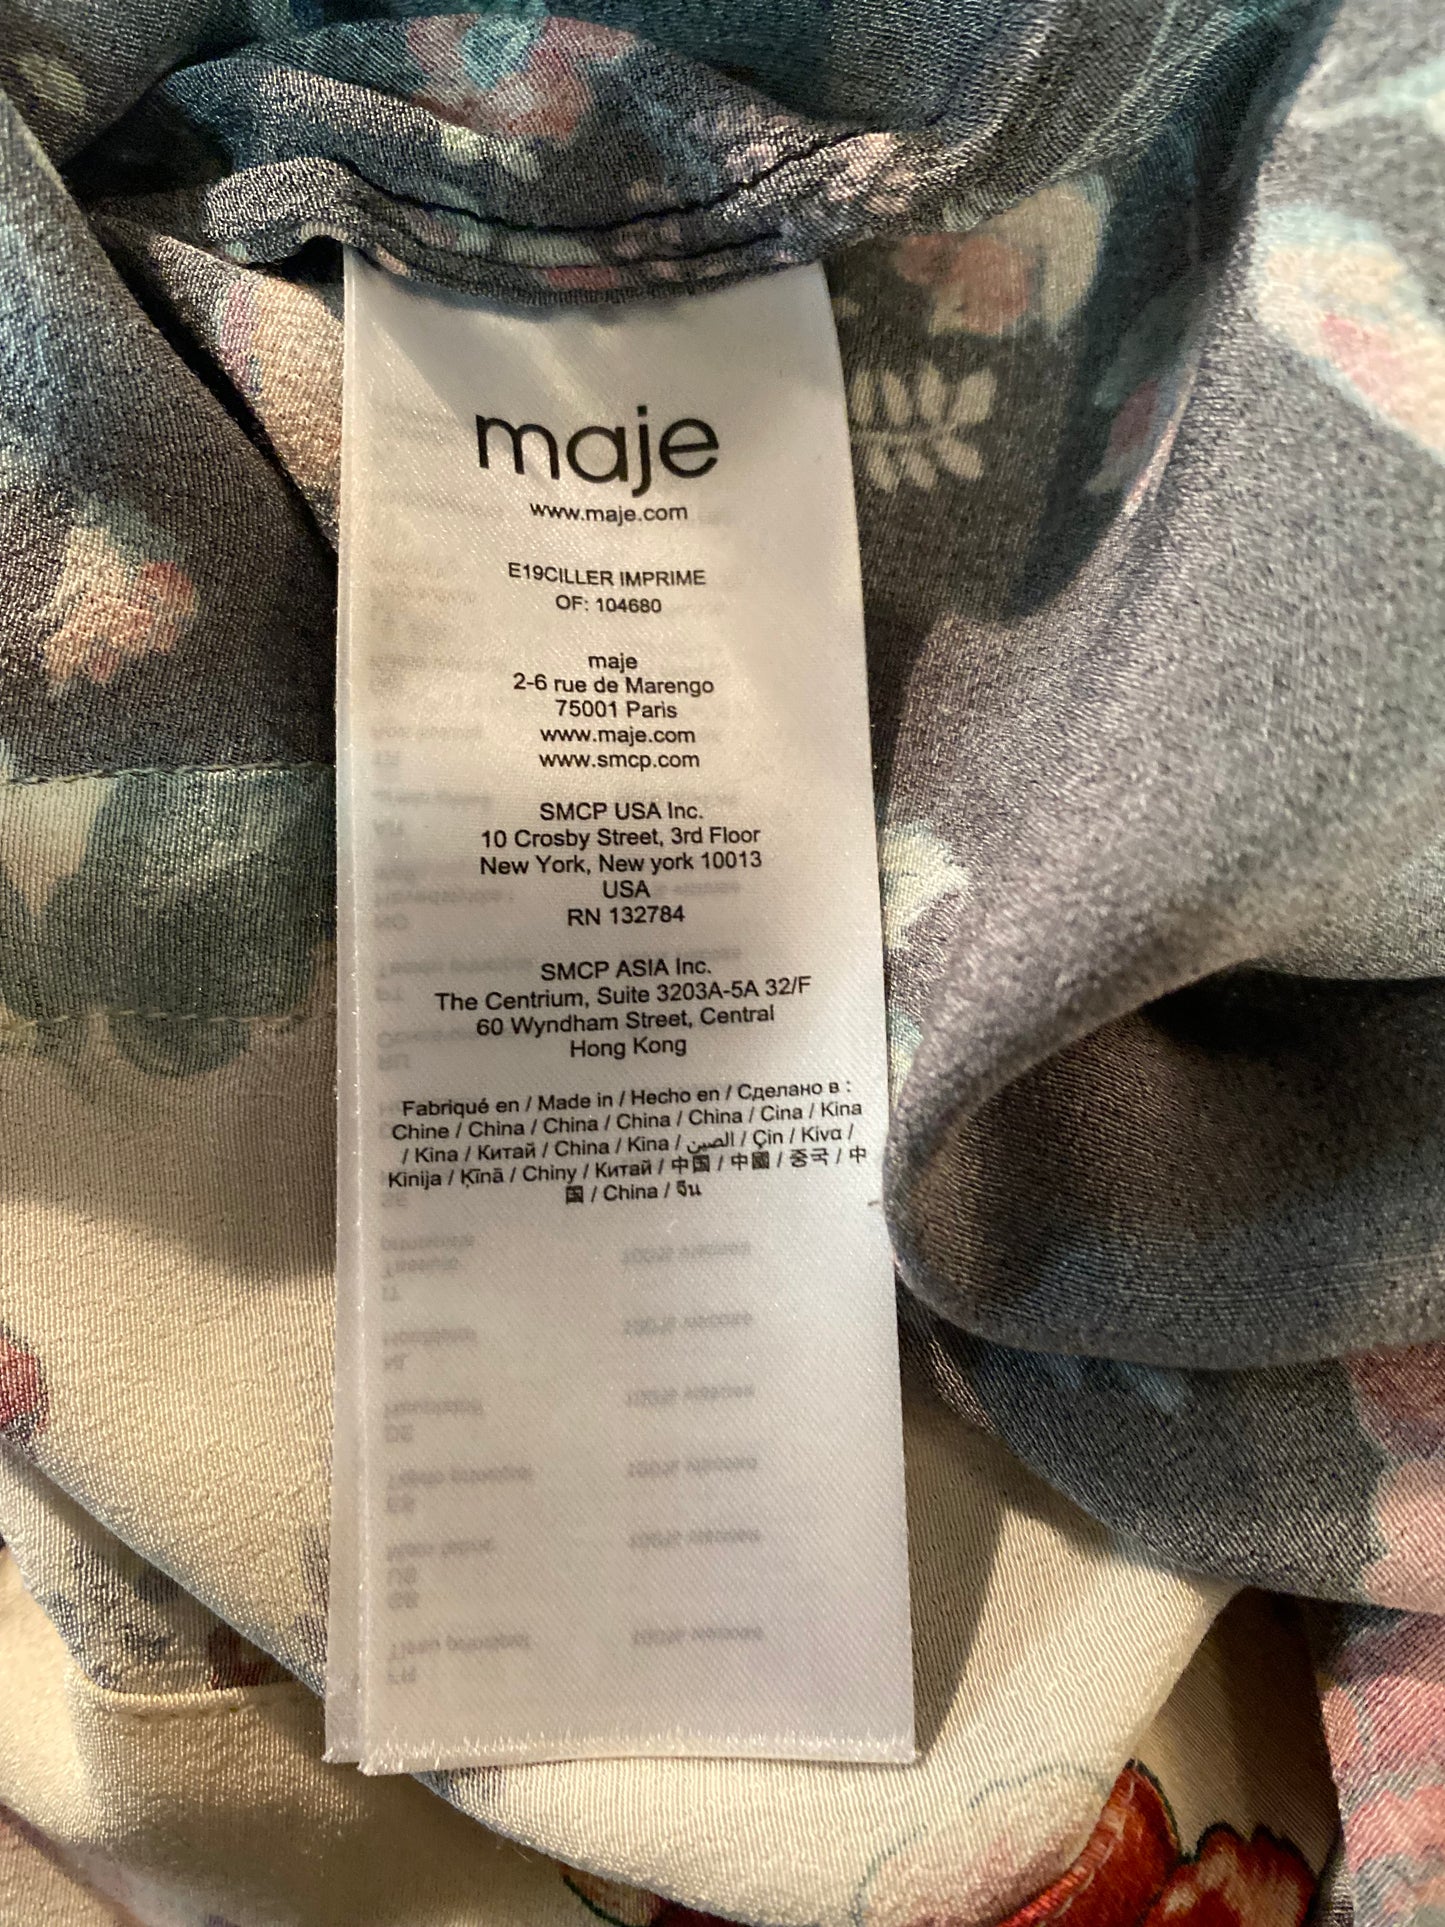 maje
www.maje.com
E19CILLER IMPRIME
OF: 104680
maje
2-6 rue de Marengo
75001 Paris
www.maje.com
www.smcp.com
SMCP USA Inc.
10 Crosby Street, 3rd Floor
New York, New york 10013
USA
RN 132784
SMCP ASIA Inc.
The Centrium, Suite 3203A-5A 32/F
60 Wyndham Street, Central
Hong Kong
Fabriqué en / Made in / Hecho en / Сделано в :
Chine / China / China / China / China / Cina / Kina
/ Kina / Китай / China / Kina / الصين / Çin / Kίνα /
Kinija / Ķīnā / Chiny / Китай / 中国 / 中國 / 중국 / 中
国 / China / จีน